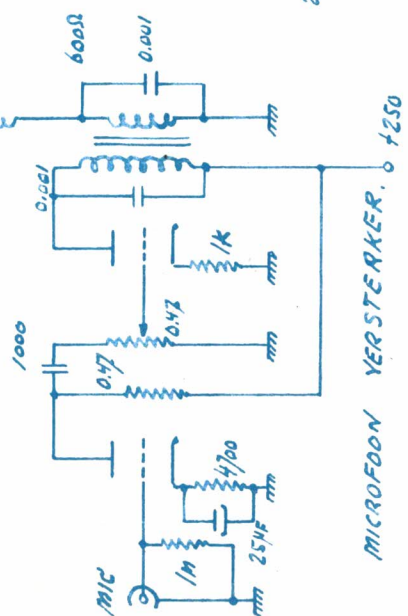 MIC
1M
25µF
4700
0.47
1000
0.47
1K
0.001
600Ω
0.001
+250
MICROFOON VERSTERKER.